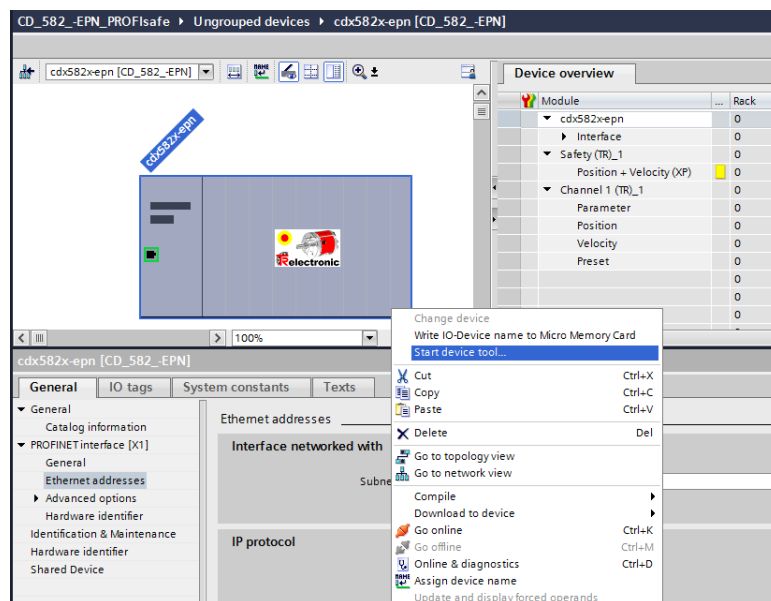 CD_582_-EPN_PROFIsafe ▸ Ungrouped devices ▸ cdx582x-epn [CD_582_-EPN]
cdx582x-epn [CD_582_-EPN]
Device overview
Module ... Rack
cdx582x-epn 0
Interface 0
Safety (TR)_1 0
Position + Velocity (XP) 0
Channel 1 (TR)_1 0
Parameter 0
Position 0
Velocity 0
Preset 0
0
0
0
cdx582x-epn
TRelectronic
100%
Change device
Write IO-Device name to Micro Memory Card
Start device tool...
Cut Ctrl+X
Copy Ctrl+C
Paste Ctrl+V
Delete Del
Go to topology view
Go to network view
Compile
Download to device
Go online Ctrl+K
Go offline Ctrl+M
Online & diagnostics Ctrl+D
Assign device name
Update and display forced operands
cdx582x-epn [CD_582_-EPN]
General IO tags System constants Texts
General
Catalog information
PROFINET interface [X1]
General
Ethernet addresses
Advanced options
Hardware identifier
Identification & Maintenance
Hardware identifier
Shared Device
Ethernet addresses
Interface networked with
Subne
IP protocol